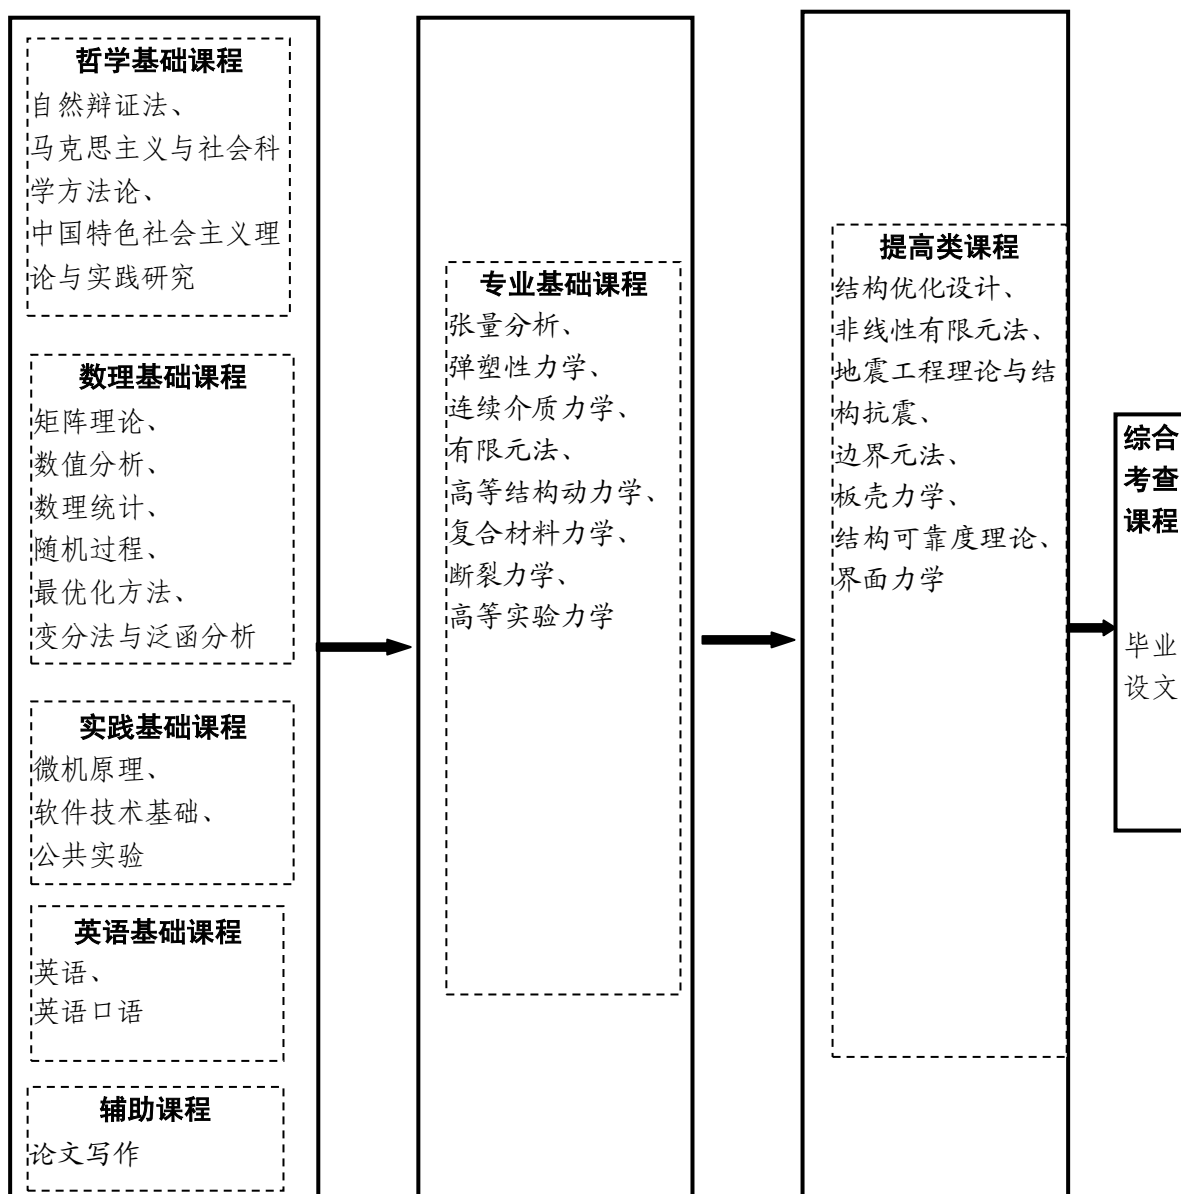 哲学基础课程
自然辩证法、
马克思主义与社会科
学方法论、
中国特色社会主义理
论与实践研究
数理基础课程
矩阵理论、
数值分析、
数理统计、
随机过程、
最优化方法、
变分法与泛函分析
实践基础课程
微机原理、
软件技术基础、
公共实验
英语基础课程
英语、
英语口语
辅助课程
论文写作
专业基础课程
张量分析、
弹塑性力学、
连续介质力学、
有限元法、
高等结构动力学、
复合材料力学、
断裂力学、
高等实验力学
提高类课程
结构优化设计、
非线性有限元法、
地震工程理论与结
构抗震、
边界元法、
板壳力学、
结构可靠度理论、
界面力学
综合
考查
课程
毕业
设文